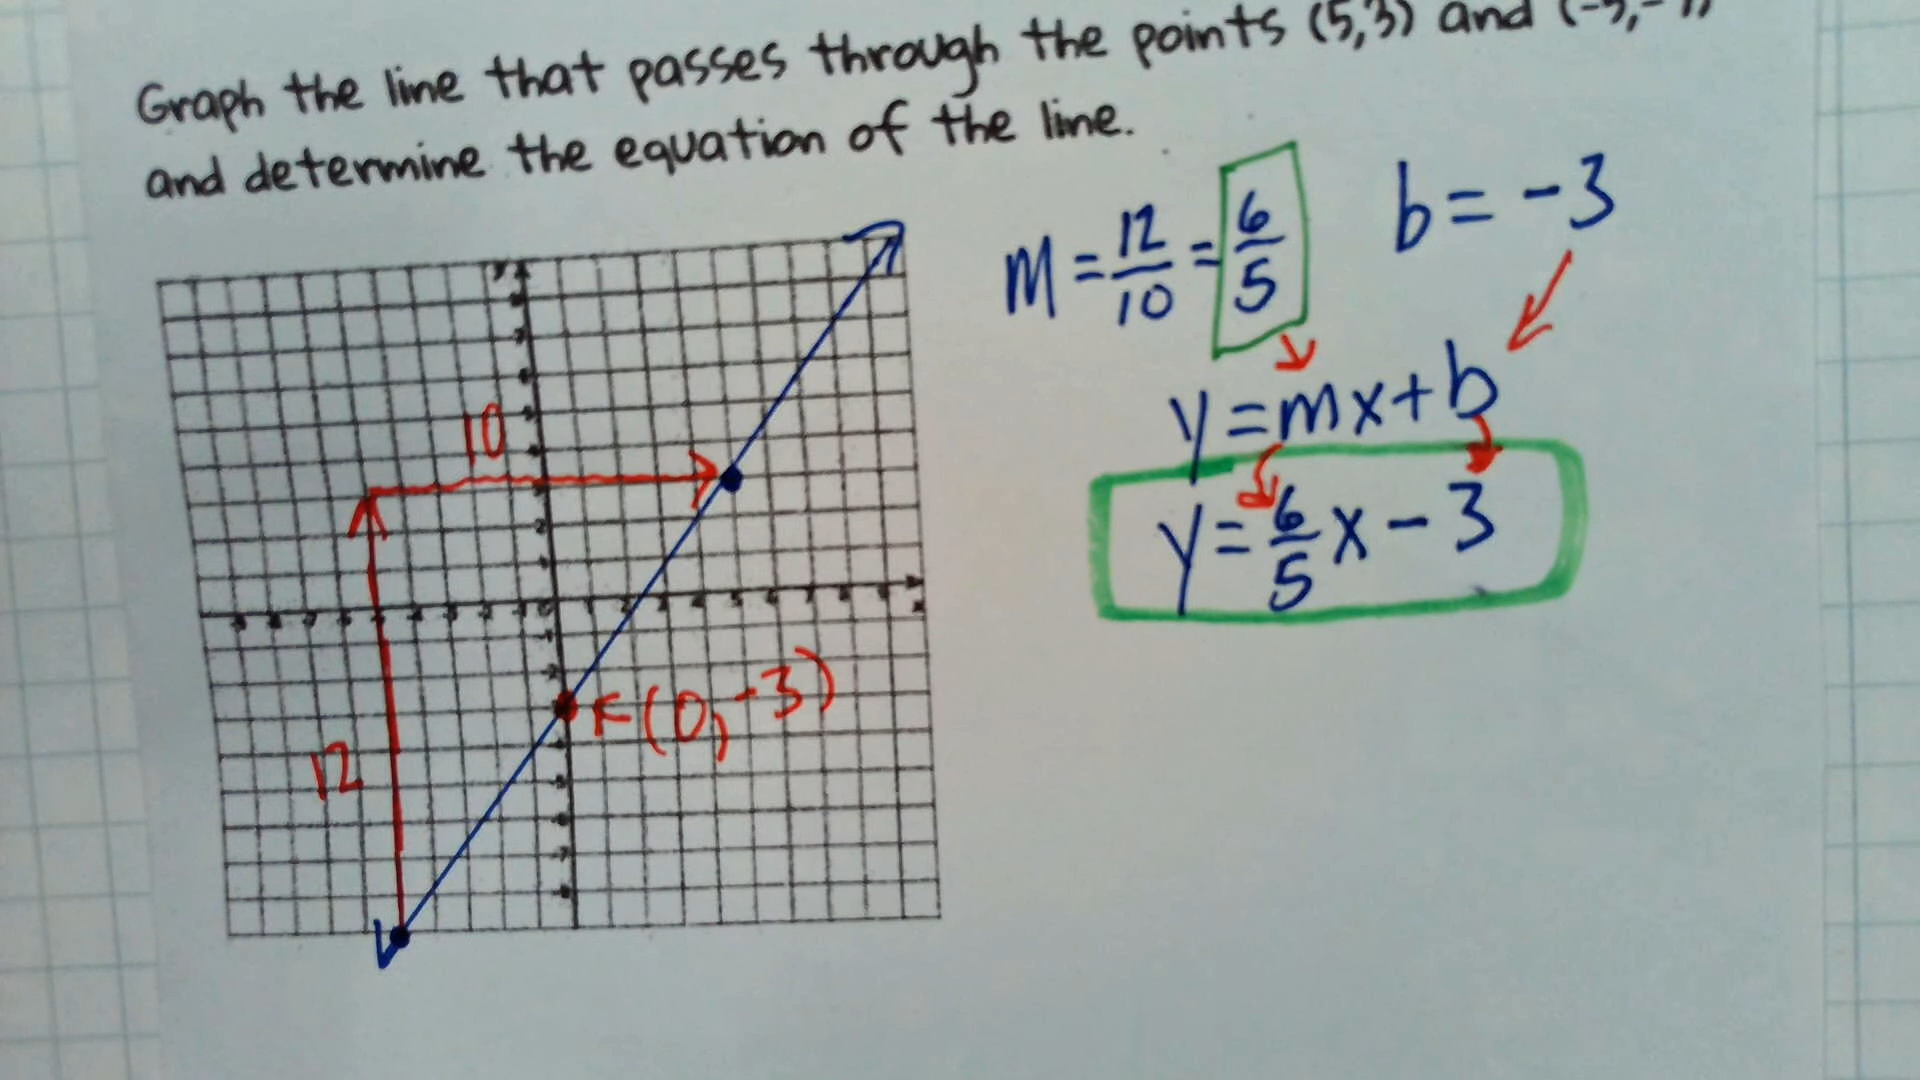 Graph the line that passes through the points (5,3) and
and determine the equation of the line.
m = 12/10 = 6/5
b = -3
y = mx + b
y = 6/5 x - 3
10
12
(0, -3)